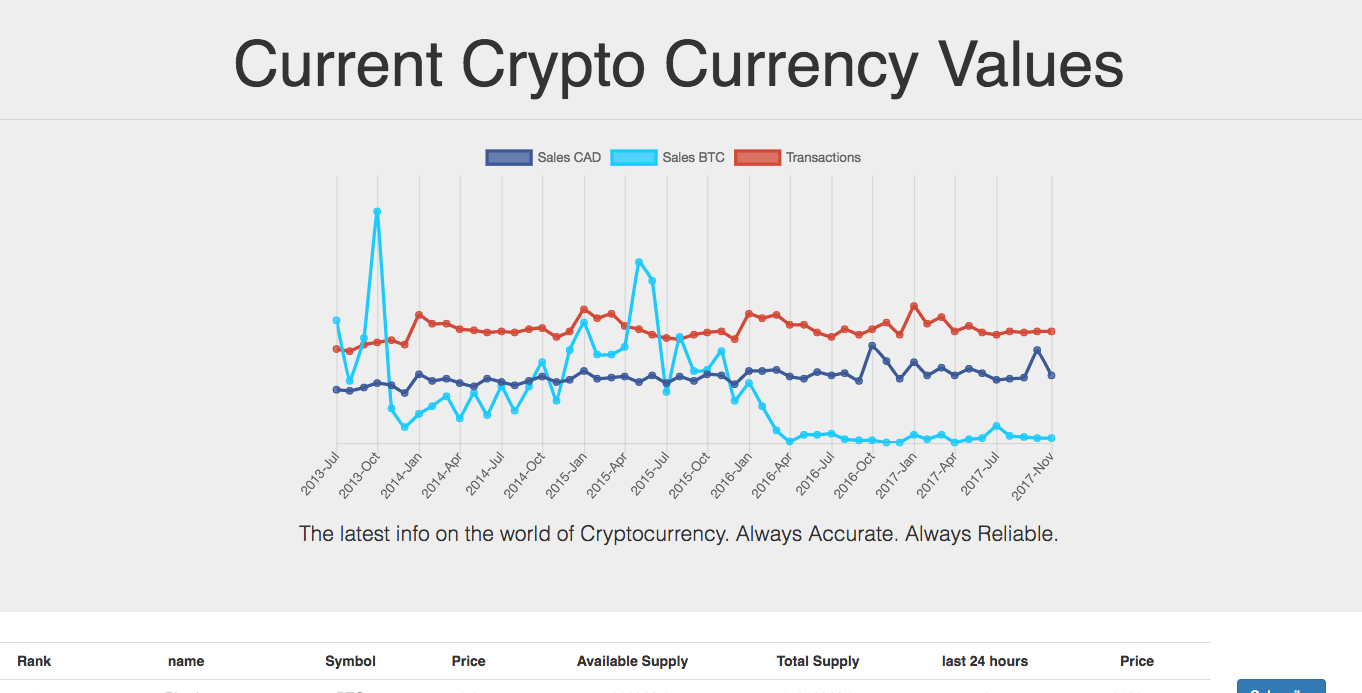 Current Crypto Currency Values
Sales CAD Sales BTC Transactions
2013-Jul 2013-Oct 2014-Jan 2014-Apr 2014-Jul 2014-Oct 2015-Jan 2015-Apr 2015-Jul 2015-Oct 2016-Jan 2016-Apr 2016-Jul 2016-Oct 2017-Jan 2017-Apr 2017-Jul 2017-Nov
The latest info on the world of Cryptocurrency. Always Accurate. Always Reliable.
Rank name Symbol Price Available Supply Total Supply last 24 hours Price